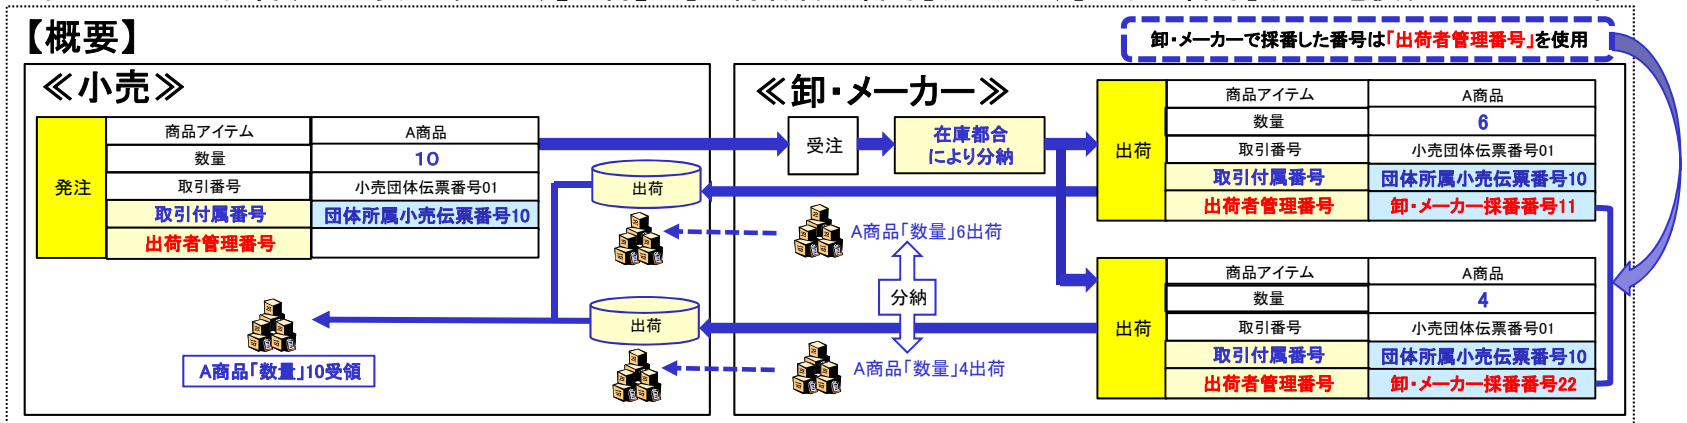 【概要】
卸・メーカーで採番した番号は「出荷者管理番号」を使用
≪小売≫
発注
商品アイテム A商品
数量 10
取引番号 小売団体伝票番号01
取引付属番号 団体所属小売伝票番号10
出荷者管理番号
出荷
出荷
A商品「数量」10受領
≪卸・メーカー≫
受注
在庫都合
により分納
A商品「数量」6出荷
分納
A商品「数量」4出荷
出荷
商品アイテム A商品
数量 6
取引番号 小売団体伝票番号01
取引付属番号 団体所属小売伝票番号10
出荷者管理番号 卸・メーカー採番番号11
出荷
商品アイテム A商品
数量 4
取引番号 小売団体伝票番号01
取引付属番号 団体所属小売伝票番号10
出荷者管理番号 卸・メーカー採番番号22